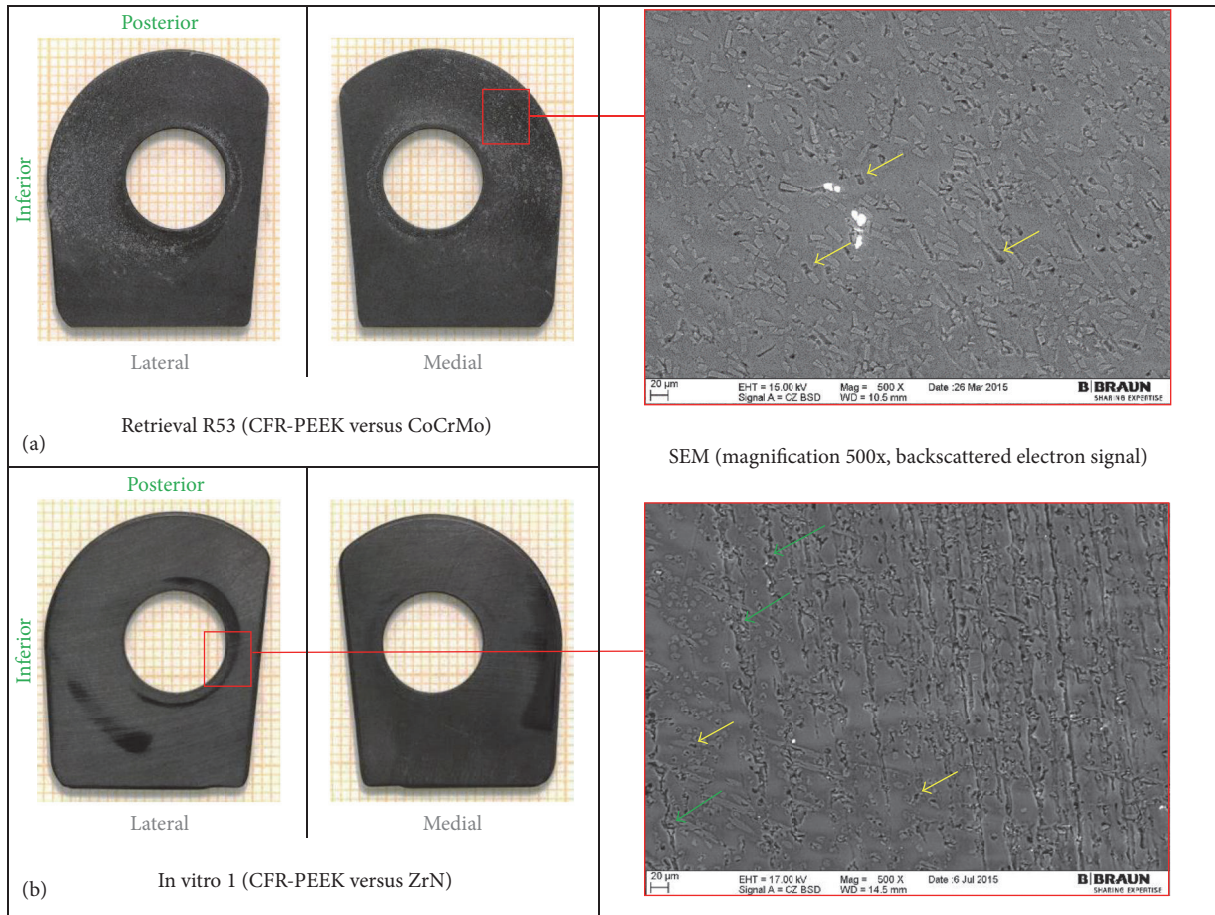 Posterior
Inferior
Lateral
Medial
Retrieval R53 (CFR-PEEK versus CoCrMo)
(a)
20 µm
EHT = 15.00 kV
Mag = 500 X
Date :26 Mar 2015
Signal A = CZ BSD
WD = 10.5 mm
B|BRAUN
SHARING EXPERTISE
SEM (magnification 500x, backscattered electron signal)
Posterior
Inferior
Lateral
Medial
In vitro 1 (CFR-PEEK versus ZrN)
(b)
20 µm
EHT = 17.00 kV
Mag = 500 X
Date :6 Jul 2015
Signal A = CZ BSD
WD = 14.5 mm
B|BRAUN
SHARING EXPERTISE